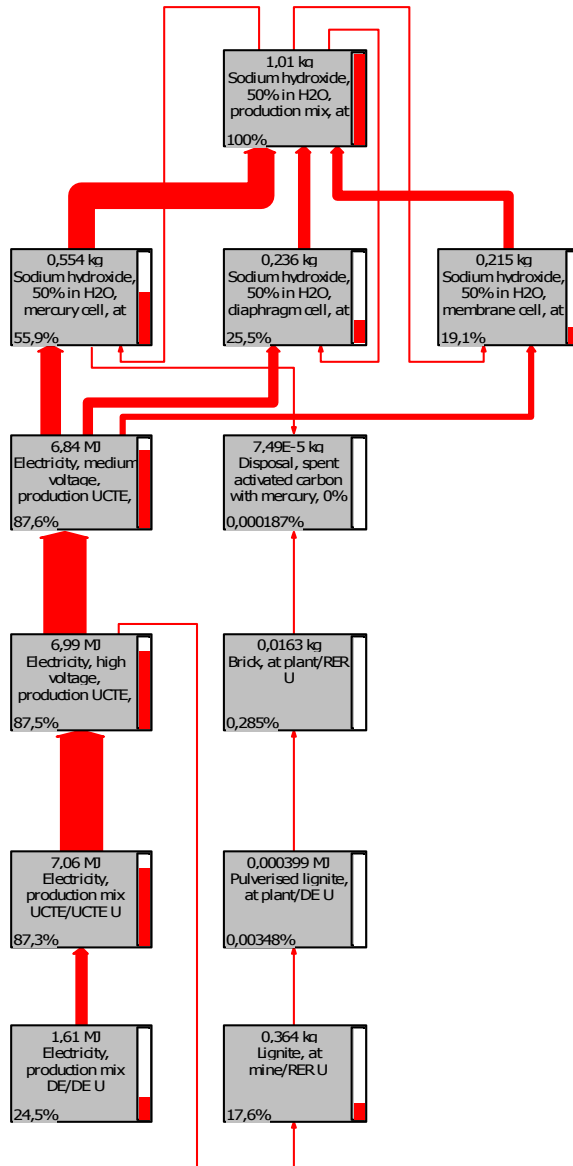 1,01 kg
Sodium hydroxide,
50% in H2O,
production mix, at
100%
0,554 kg
Sodium hydroxide,
50% in H2O,
mercury cell, at
55,9%
0,236 kg
Sodium hydroxide,
50% in H2O,
diaphragm cell, at
25,5%
0,215 kg
Sodium hydroxide,
50% in H2O,
membrane cell, at
19,1%
6,84 MJ
Electricity, medium
voltage,
production UCTE,
87,6%
7,49E-5 kg
Disposal, spent
activated carbon
with mercury, 0%
0,000187%
6,99 MJ
Electricity, high
voltage,
production UCTE,
87,5%
0,0163 kg
Brick, at plant/RER
U
0,285%
7,06 MJ
Electricity,
production mix
UCTE/UCTE U
87,3%
0,000399 MJ
Pulverised lignite,
at plant/DE U
0,00348%
1,61 MJ
Electricity,
production mix
DE/DE U
24,5%
0,364 kg
Lignite, at
mine/RER U
17,6%